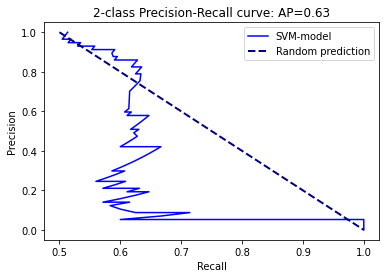 2-class Precision-Recall curve: AP=0.63
SVM-model
Random prediction
Precision
1.0
0.8
0.6
0.4
0.2
0.0
0.5 0.6 0.7 0.8 0.9 1.0
Recall